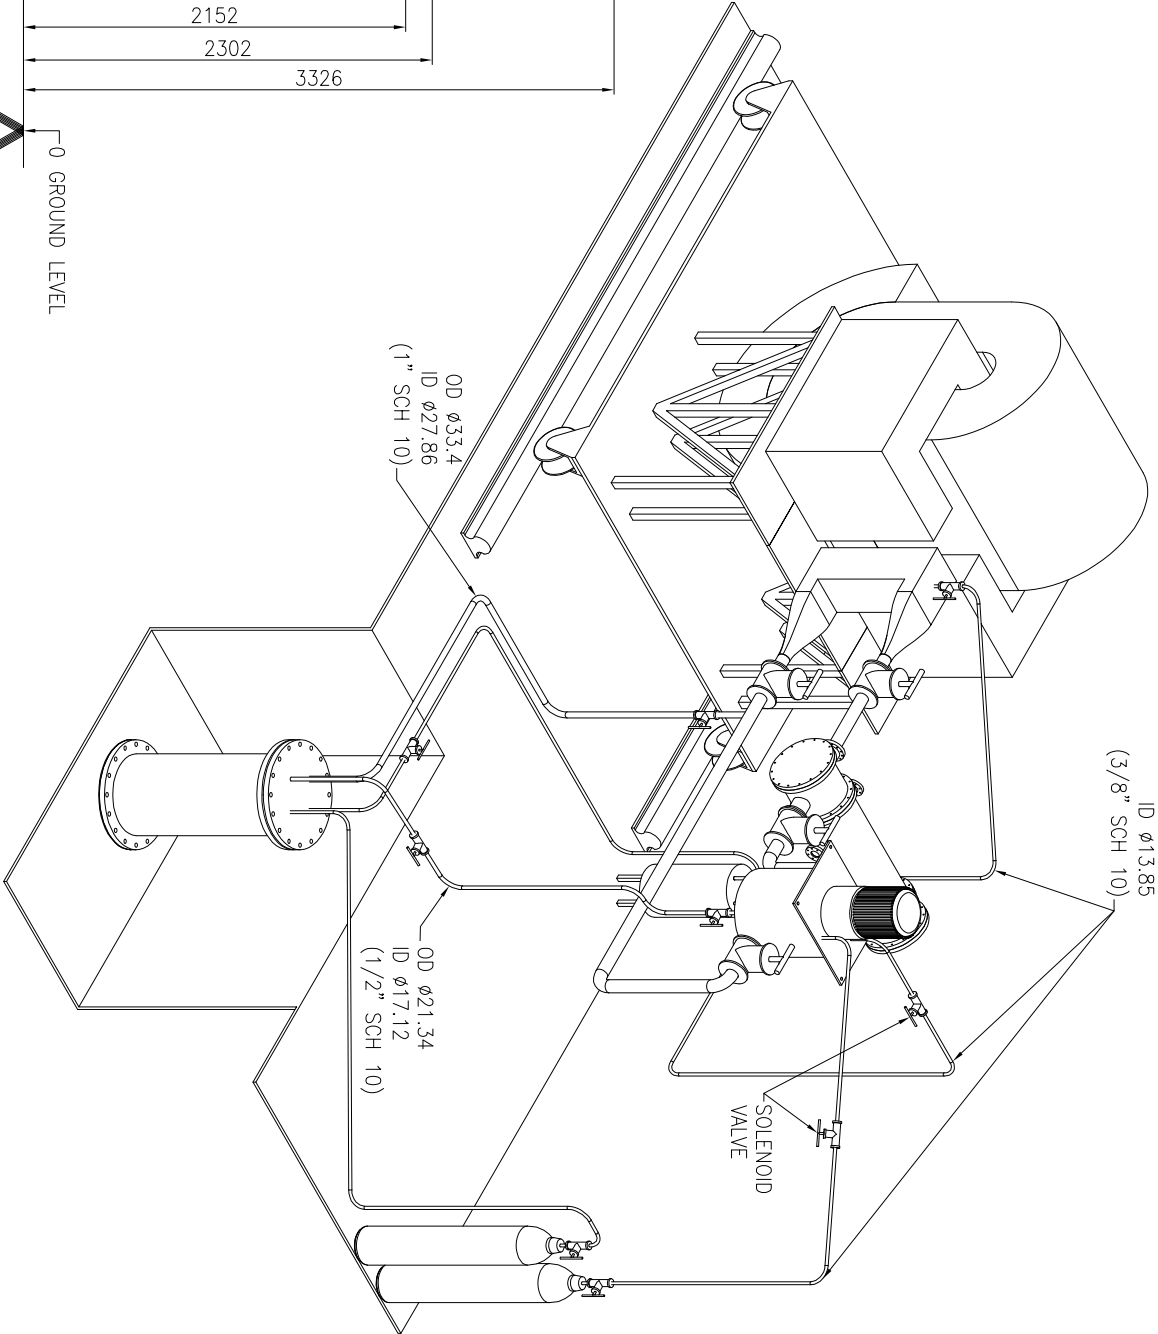 2152
2302
3326
0 GROUND LEVEL
OD ø33.4
ID ø27.86
(1" SCH 10)
ID ø13.85
(3/8" SCH 10)
OD ø21.34
ID ø17.12
(1/2" SCH 10)
SOLENOID
VALVE